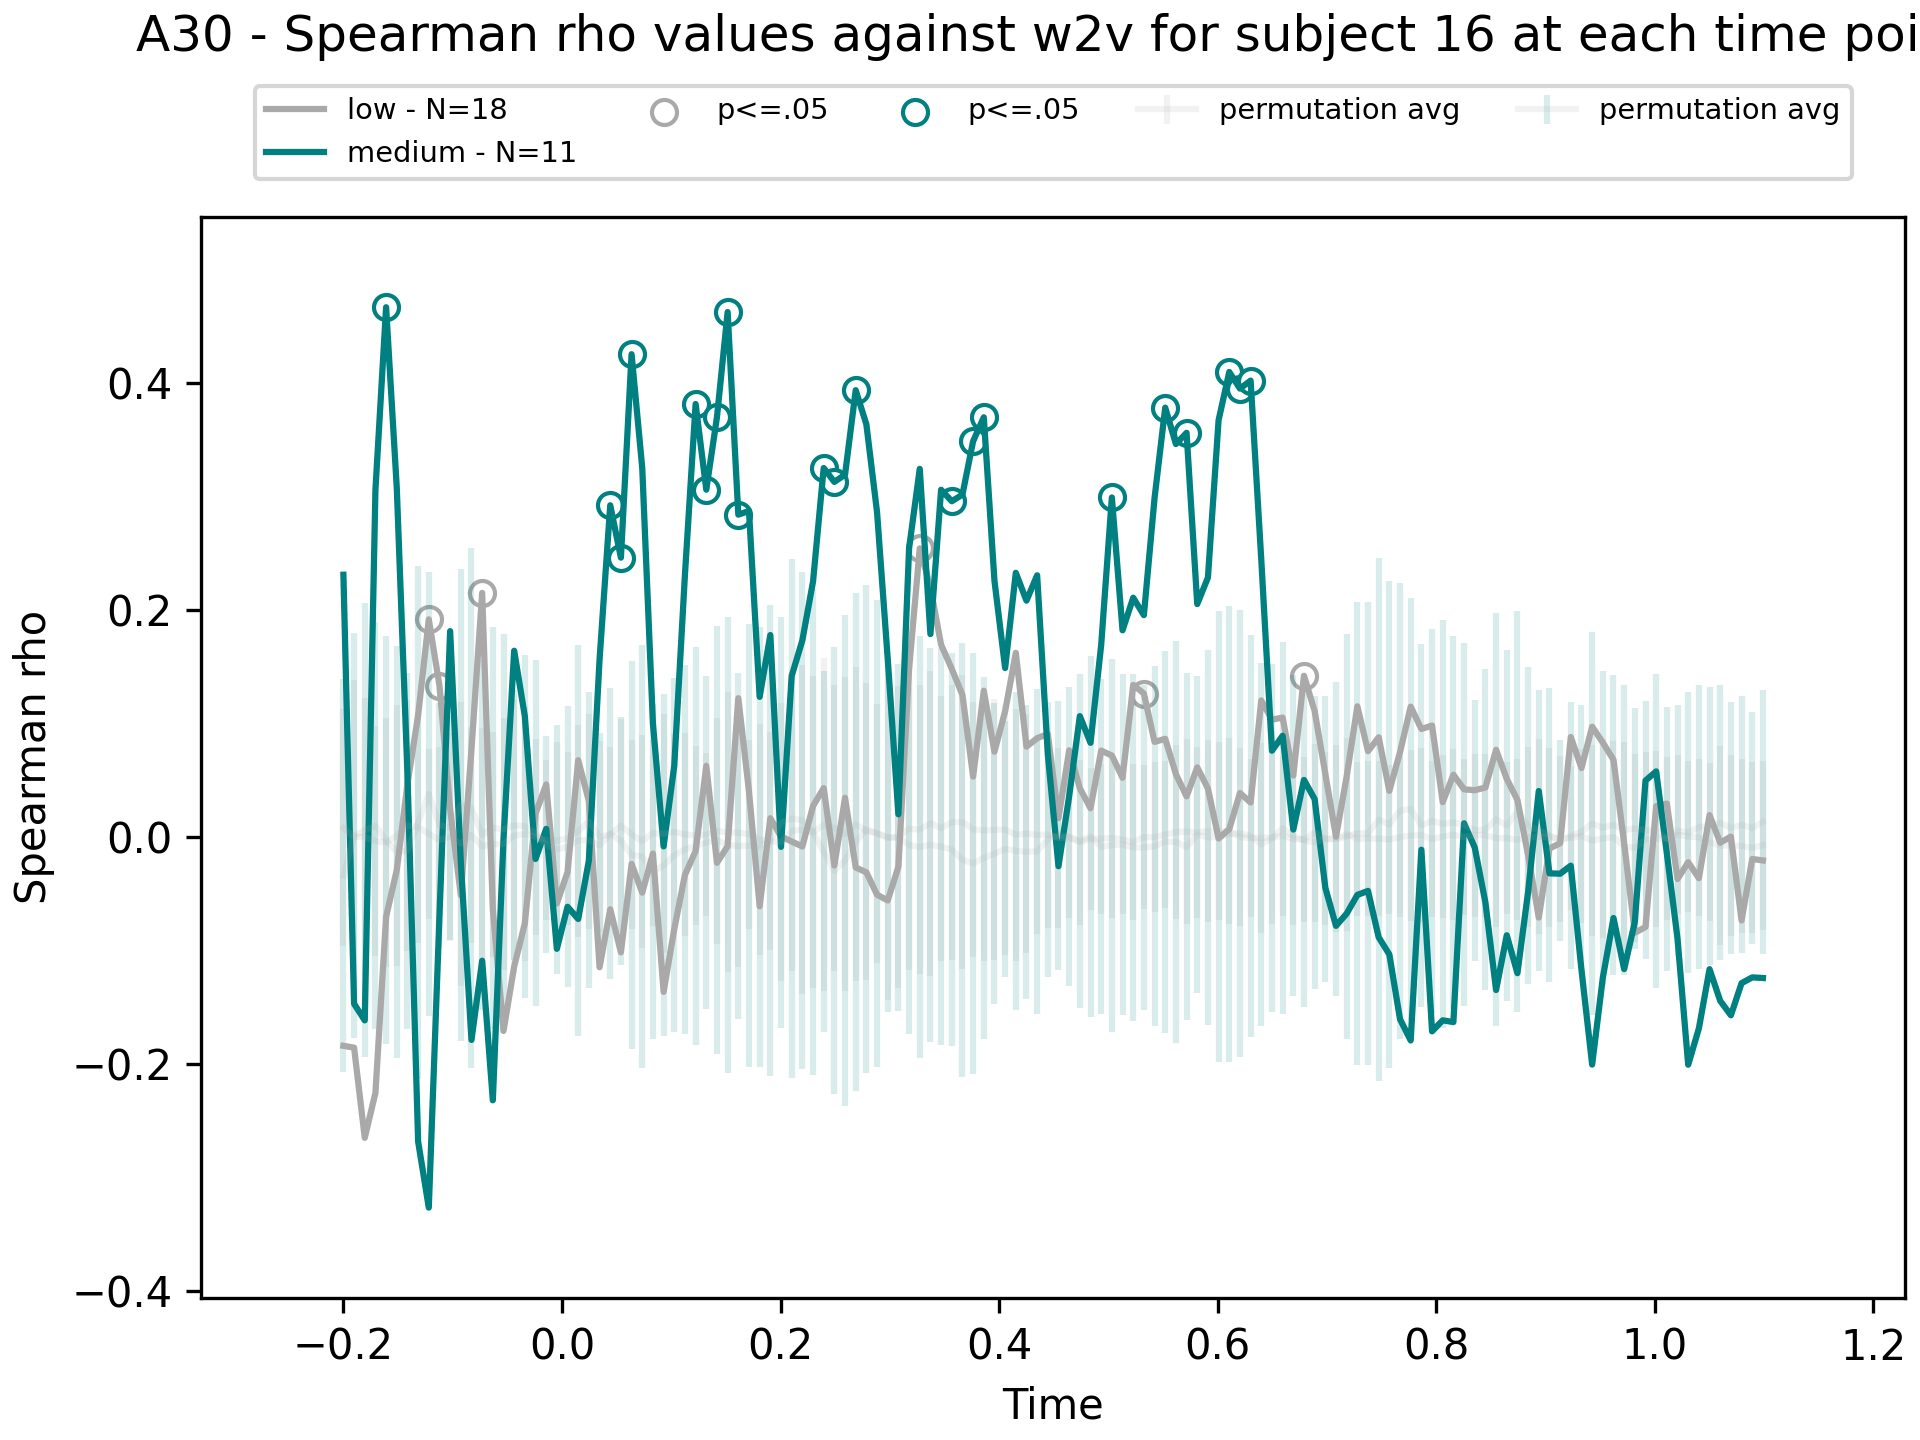 A30 - Spearman rho values against w2v for subject 16 at each time poi
low - N=18
medium - N=11
p<=.05
p<=.05
permutation avg
permutation avg
Spearman rho
0.4
0.2
0.0
−0.2
−0.4
−0.2 0.0 0.2 0.4 0.6 0.8 1.0 1.2
Time